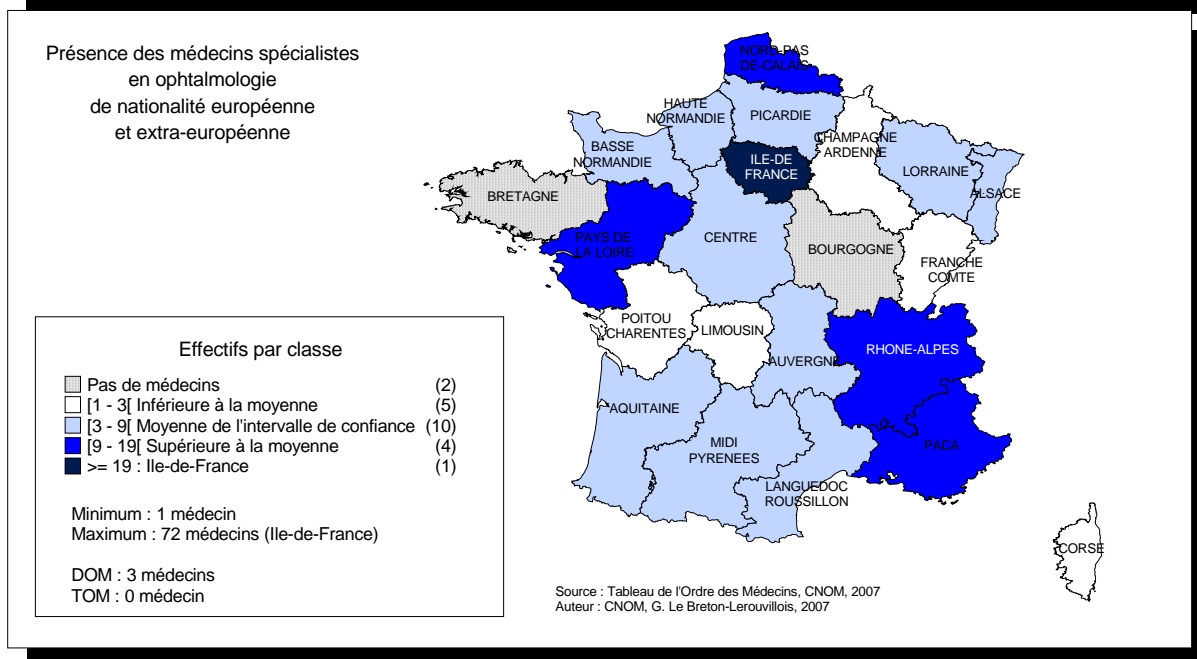 Présence des médecins spécialistes
en ophtalmologie
de nationalité européenne
et extra-européenne
NORD-PAS
DE-CALAIS
HAUTE
NORMANDIE
PICARDIE
CHAMPAGNE
ARDENNE
BASSE
NORMANDIE
ILE-DE
FRANCE
LORRAINE
ALSACE
BRETAGNE
PAYS DE
LA LOIRE
CENTRE
BOURGOGNE
FRANCHE
COMTE
POITOU
CHARENTES
LIMOUSIN
AUVERGNE
RHONE-ALPES
AQUITAINE
MIDI
PYRENEES
LANGUEDOC
ROUSSILLON
PACA
CORSE
Effectifs par classe
Pas de médecins (2)
[1 - 3[ Inférieure à la moyenne (5)
[3 - 9[ Moyenne de l'intervalle de confiance (10)
[9 - 19[ Supérieure à la moyenne (4)
>= 19 : Ile-de-France (1)
Minimum : 1 médecin
Maximum : 72 médecins (Ile-de-France)
DOM : 3 médecins
TOM : 0 médecin
Source : Tableau de l'Ordre des Médecins, CNOM, 2007
Auteur : CNOM, G. Le Breton-Lerouvillois, 2007